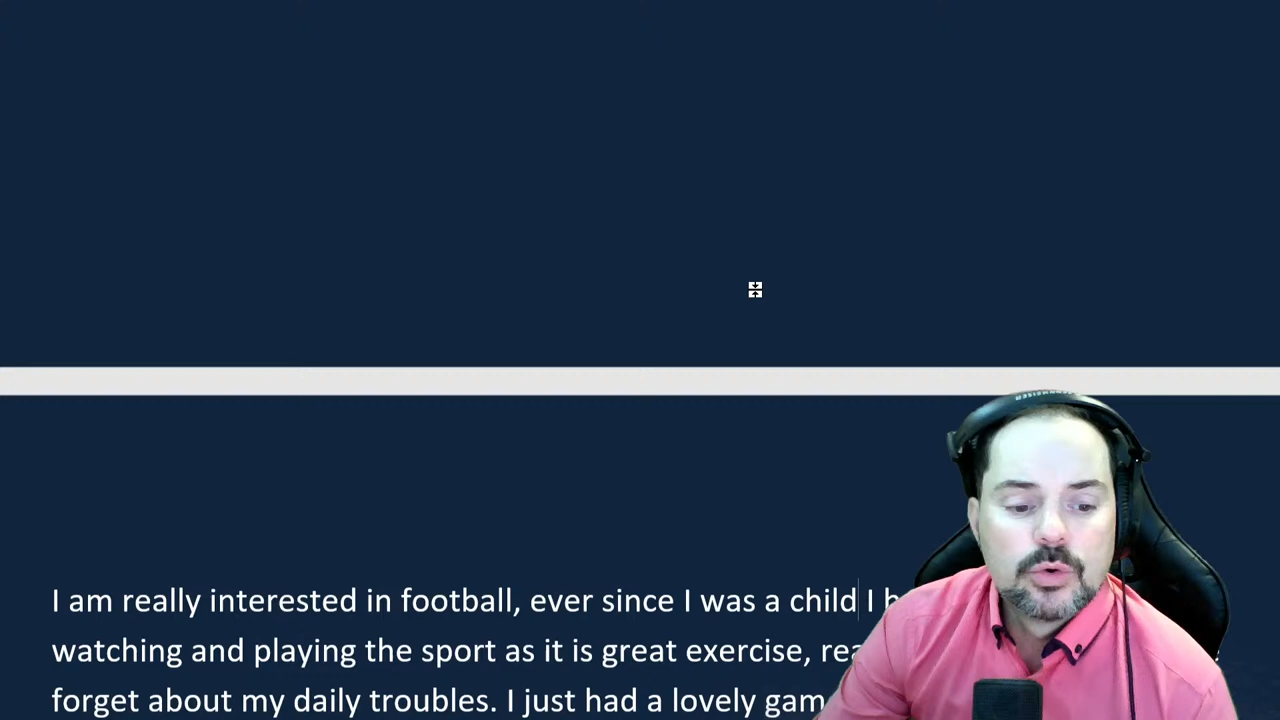 I am really interested in football, ever since I was a child I
watching and playing the sport as it is great exercise,
forget about my daily troubles. I just had a lovely